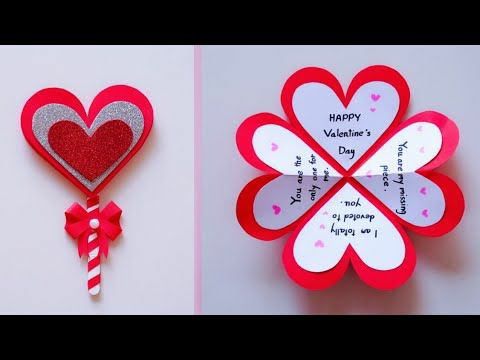 HAPPY
Valentine's
Day
You are my missing
piece.
I am totally
devoted to
you.
You are the
only one for
me.